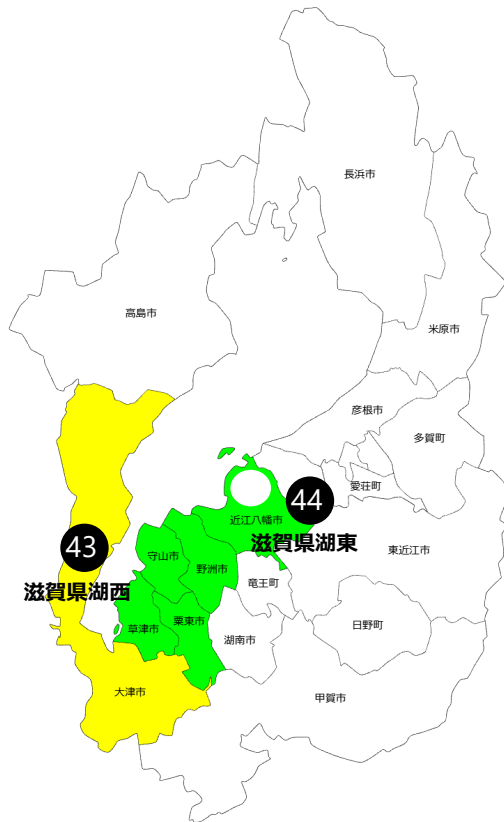 長浜市
高島市
米原市
彦根市
多賀町
愛荘町
44
近江八幡市
滋賀県湖東
43
守山市
東近江市
野洲市
竜王町
滋賀県湖西
栗東市
草津市
日野町
湖南市
大津市
甲賀市